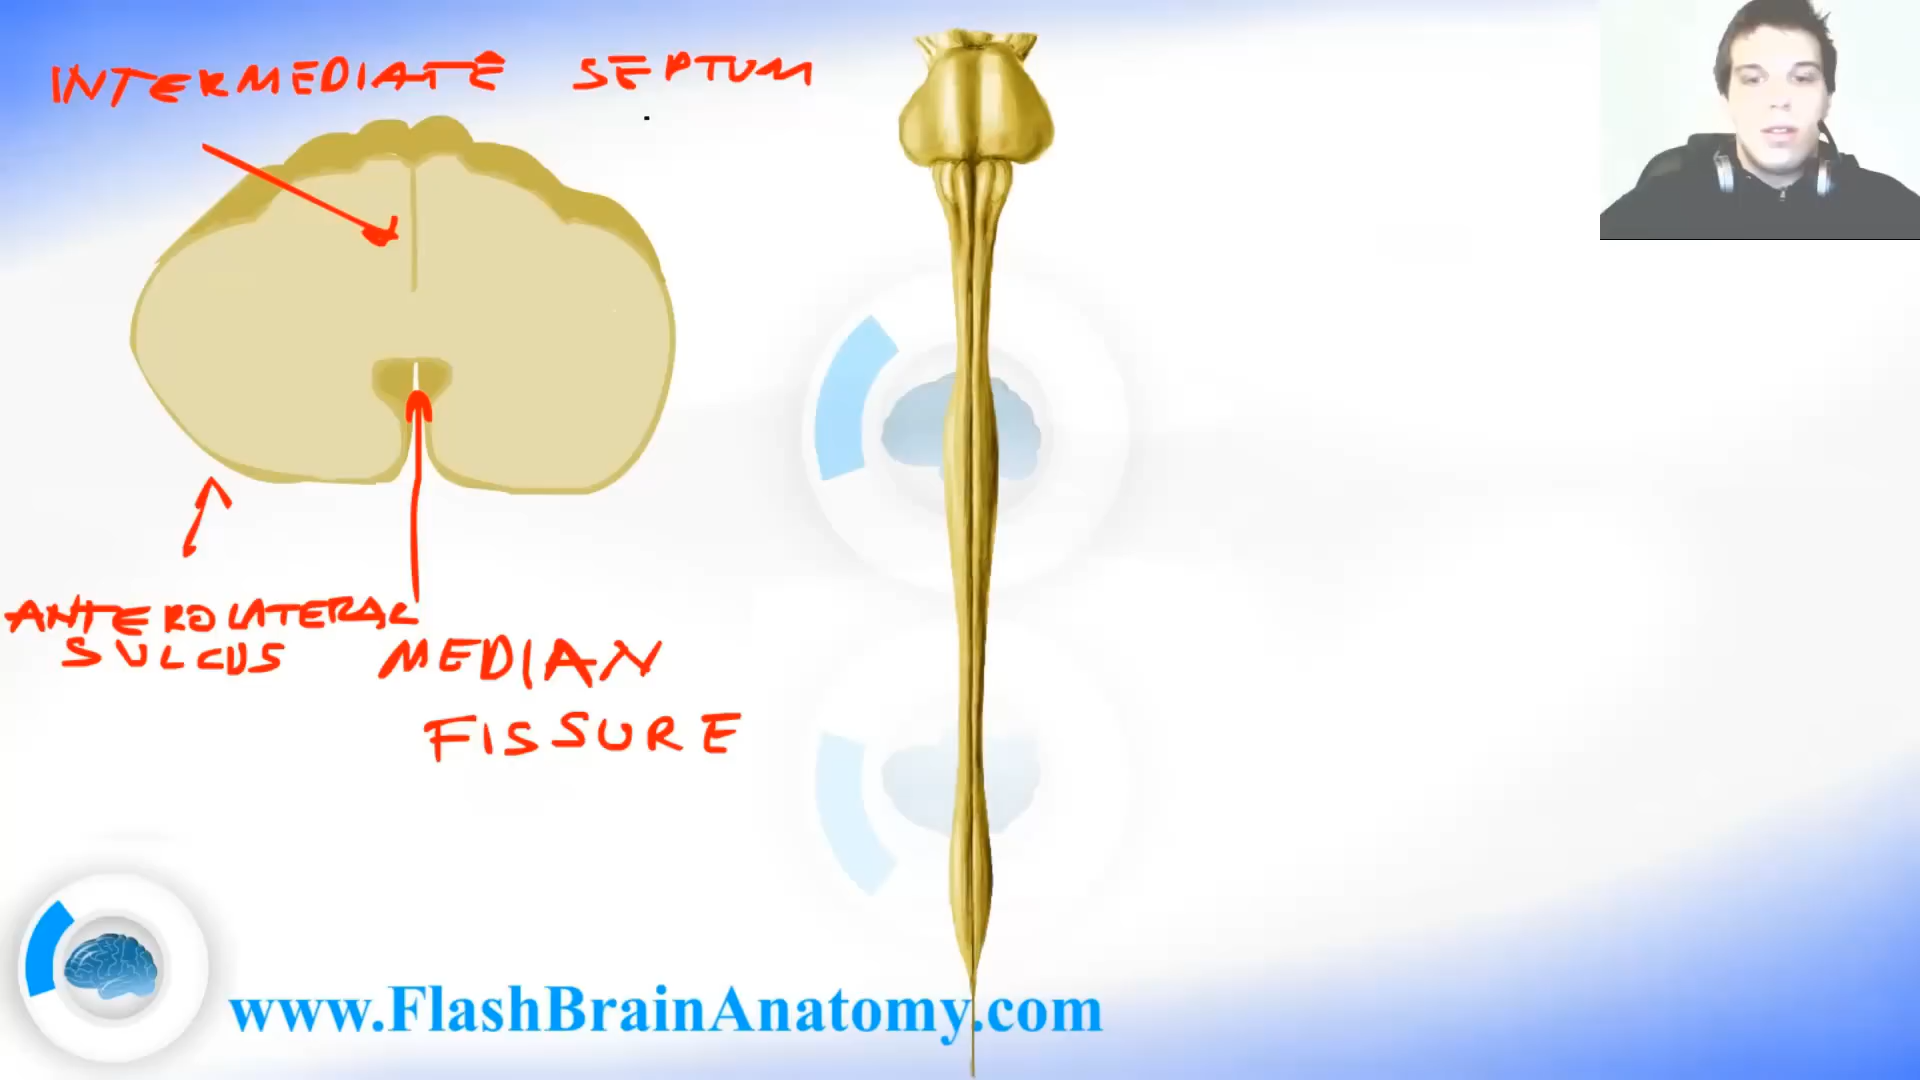 INTERMEDIATE SEPTUM
ANTEROLATERAL
SULCUS
MEDIAN
FISSURE
www.FlashBrainAnatomy.com